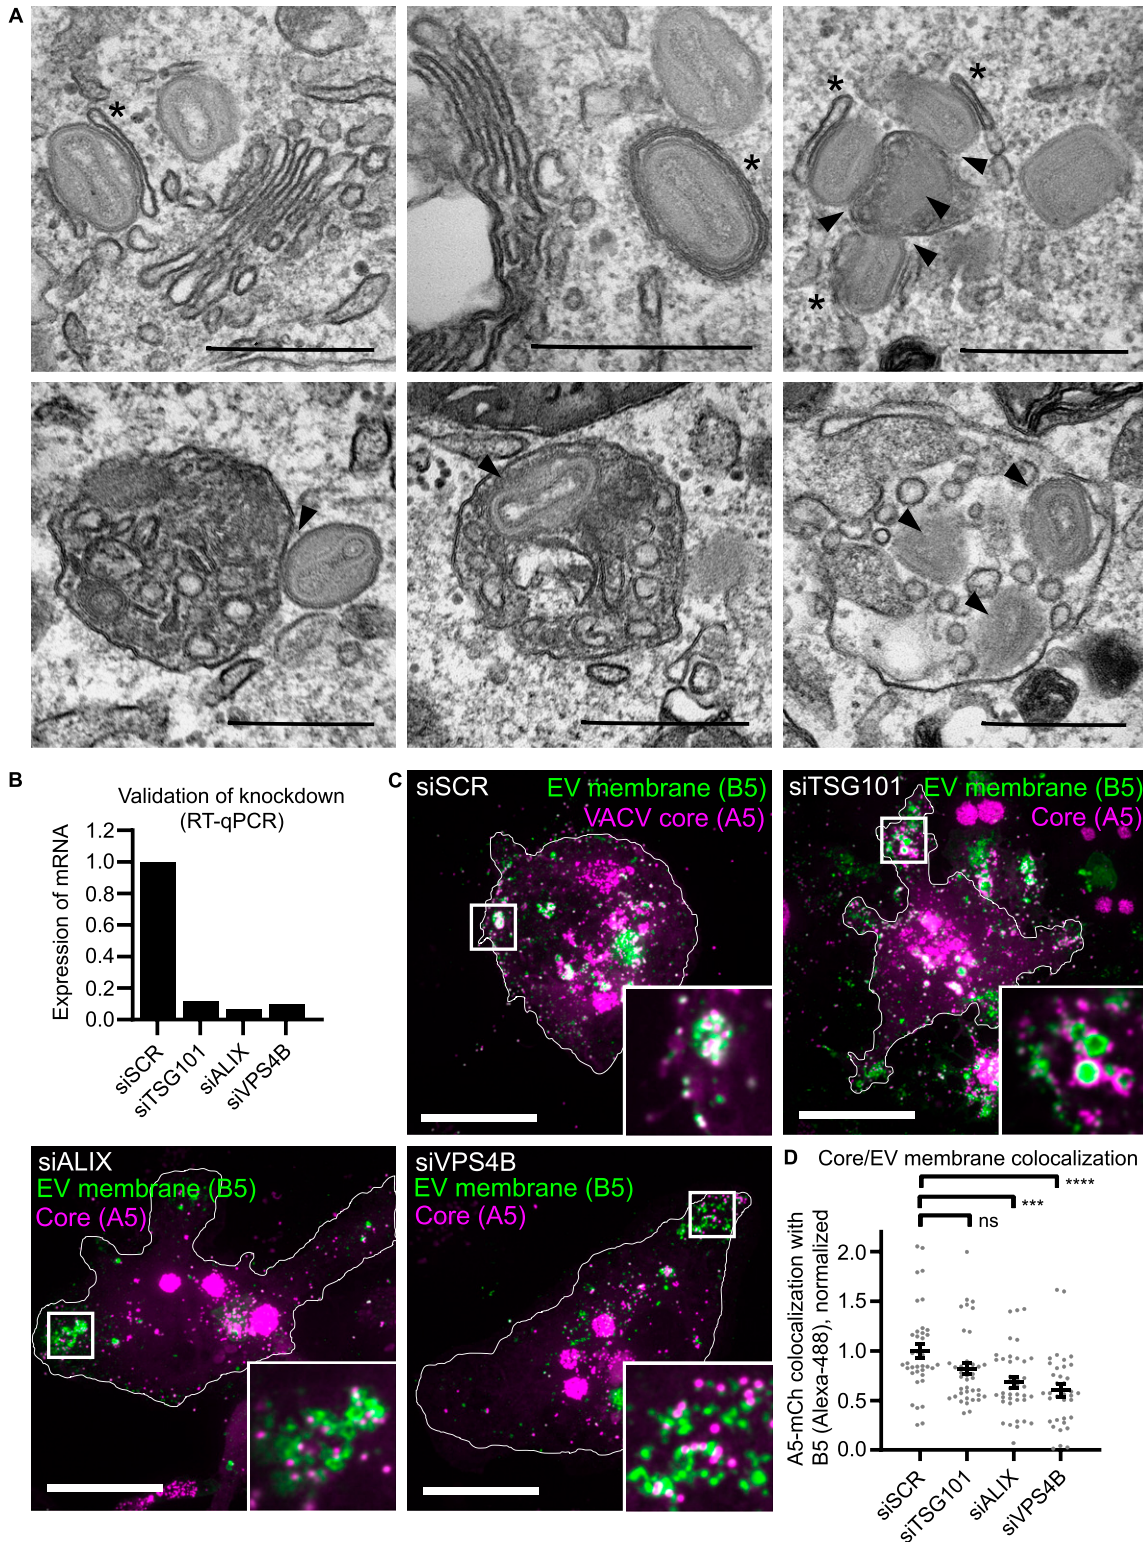 A
*
*
*
*
*
B
Validation of knockdown
(RT-qPCR)
Expression of mRNA
1.2
1.0
0.8
0.6
0.4
0.2
0.0
siSCR
siTSG101
siALIX
siVPS4B
C
siSCR
EV membrane (B5)
VACV core (A5)
siTSG101
EV membrane (B5)
Core (A5)
siALIX
EV membrane (B5)
Core (A5)
siVPS4B
EV membrane (B5)
Core (A5)
D
Core/EV membrane colocalization
****
***
ns
A5-mCh colocalization with
B5 (Alexa-488), normalized
2.0
1.5
1.0
0.5
0.0
siSCR
siTSG101
siALIX
siVPS4B